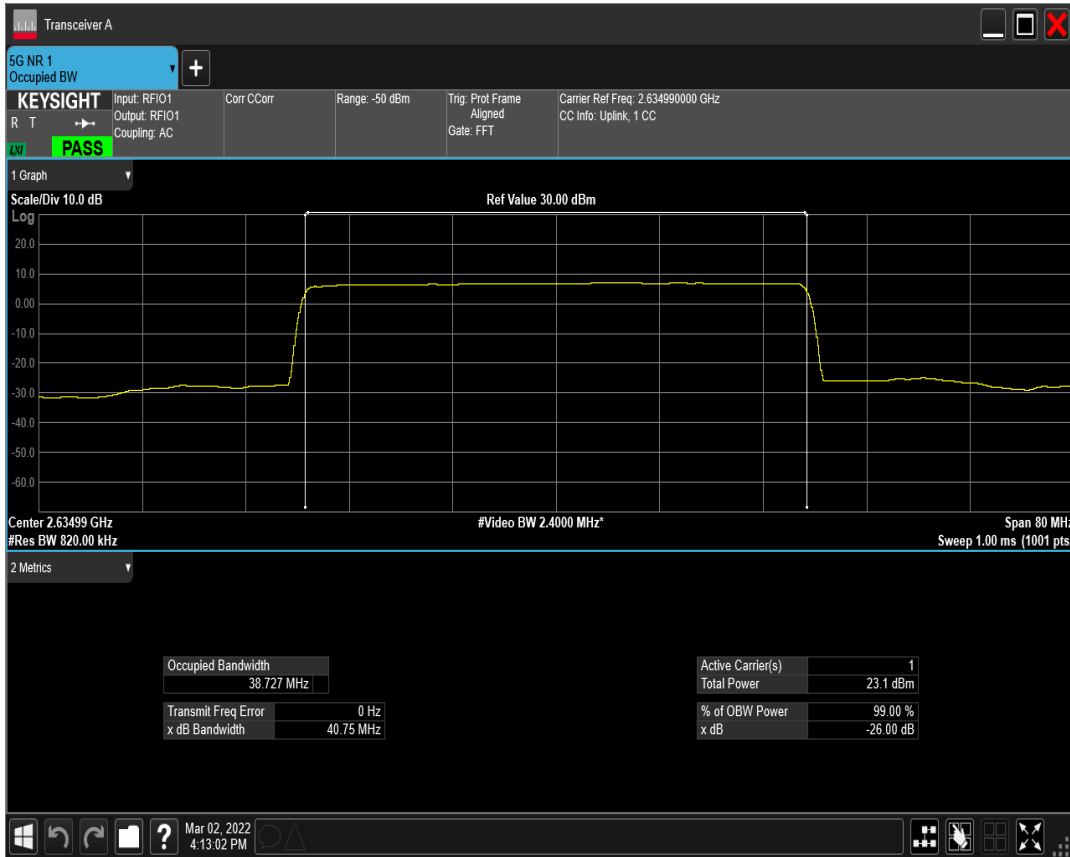 Transceiver A
5G NR 1
Occupied BW
KEYSIGHT
R T
LXI
PASS
Input: RFIO1
Output: RFIO1
Coupling: AC
Corr CCorr
Range: -50 dBm
Trig: Prot Frame
Aligned
Gate: FFT
Carrier Ref Freq: 2.634990000 GHz
CC Info: Uplink, 1 CC
1 Graph
Scale/Div 10.0 dB
Ref Value 30.00 dBm
Log
20.0
10.0
0.00
-10.0
-20.0
-30.0
-40.0
-50.0
-60.0
Center 2.63499 GHz
#Video BW 2.4000 MHz*
Span 80 MHz
#Res BW 820.00 kHz
Sweep 1.00 ms (1001 pts
2 Metrics
Occupied Bandwidth
38.727 MHz
Transmit Freq Error 0 Hz
x dB Bandwidth 40.75 MHz
Active Carrier(s) 1
Total Power 23.1 dBm
% of OBW Power 99.00 %
x dB -26.00 dB
?
Mar 02, 2022
4:13:02 PM